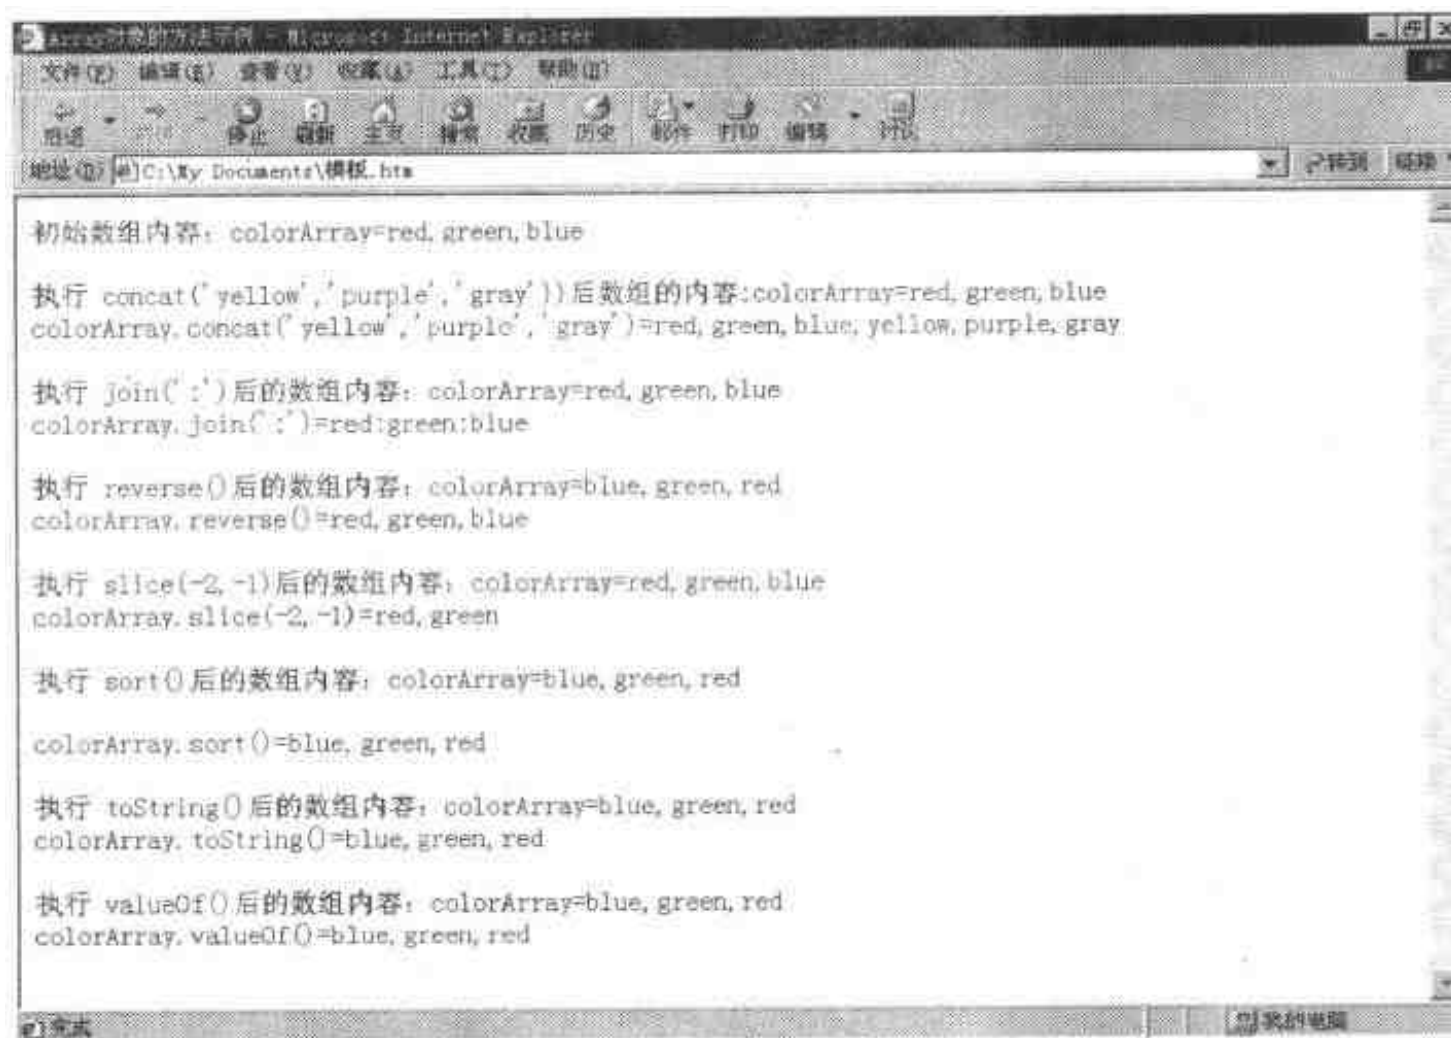 Array对象的方法示例 - Microsoft Internet Explorer
文件(F) 编辑(E) 查看(V) 收藏(A) 工具(T) 帮助(H)
后退 停止 刷新 主页 搜索 收藏 历史 邮件 打印 编辑 讨论
地址(D) C:\My Documents\模板.htm 转到 链接
初始数组内容：colorArray=red,green,blue
执行 concat('yellow','purple','gray'))后数组的内容:colorArray=red,green,blue
colorArray.concat('yellow','purple','gray')=red,green,blue,yellow,purple,gray
执行 join(':')后的数组内容：colorArray=red,green,blue
colorArray.join(':')=red:green:blue
执行 reverse()后的数组内容：colorArray=blue,green,red
colorArray.reverse()=red,green,blue
执行 slice(-2,-1)后的数组内容：colorArray=red,green,blue
colorArray.slice(-2,-1)=red,green
执行 sort()后的数组内容：colorArray=blue,green,red
colorArray.sort()=blue,green,red
执行 toString()后的数组内容：colorArray=blue,green,red
colorArray.toString()=blue,green,red
执行 valueOf()后的数组内容：colorArray=blue,green,red
colorArray.valueOf()=blue,green,red
完成 我的电脑